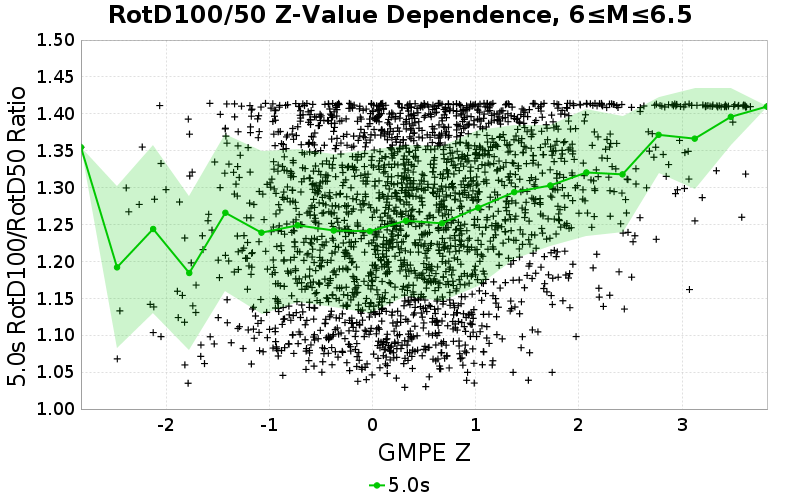 RotD100/50 Z-Value Dependence, 6≤M≤6.5
1.50
1.45
1.40
1.35
1.30
1.25
1.20
1.15
1.10
1.05
1.00
5.0s RotD100/RotD50 Ratio
-2 -1 0 1 2 3
GMPE Z
5.0s